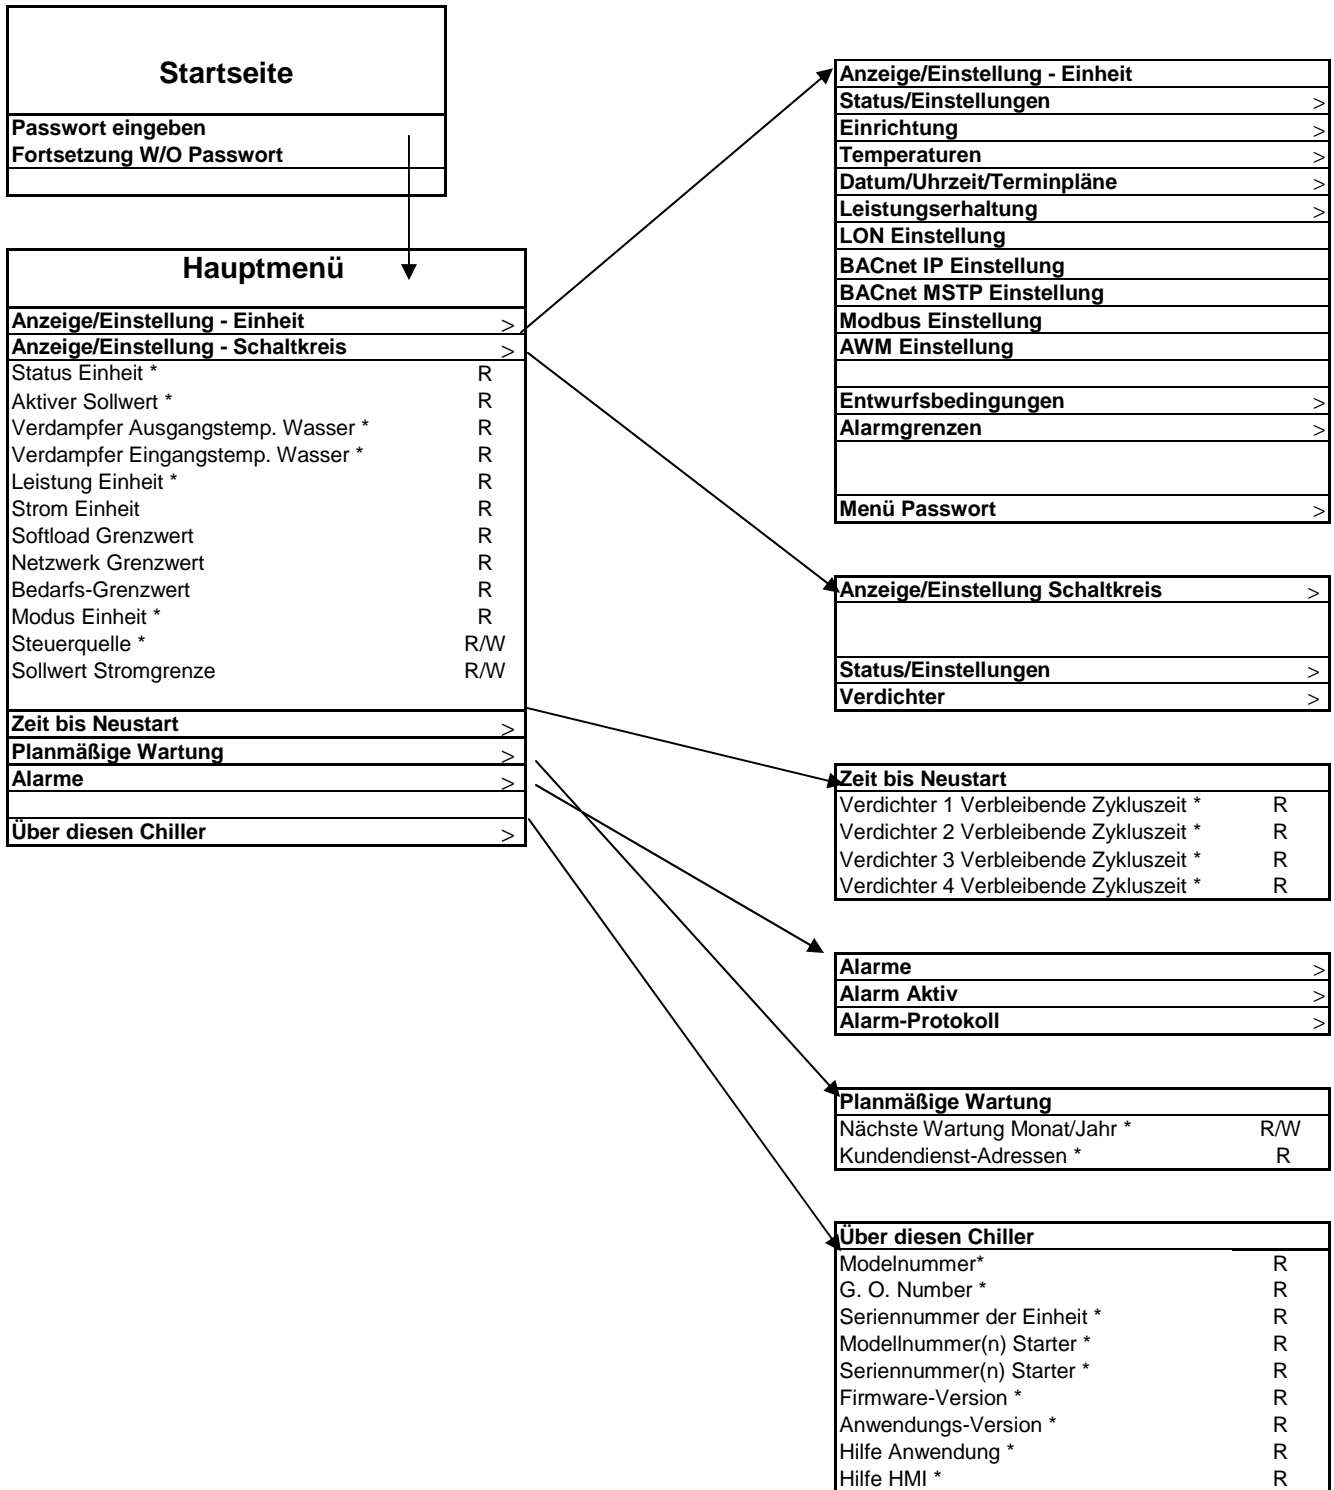 Startseite
Passwort eingeben
Fortsetzung W/O Passwort
Hauptmenü
Anzeige/Einstellung - Einheit >
Anzeige/Einstellung - Schaltkreis >
Status Einheit * R
Aktiver Sollwert * R
Verdampfer Ausgangstemp. Wasser * R
Verdampfer Eingangstemp. Wasser * R
Leistung Einheit * R
Strom Einheit R
Softload Grenzwert R
Netzwerk Grenzwert R
Bedarfs-Grenzwert R
Modus Einheit * R
Steuerquelle * R/W
Sollwert Stromgrenze R/W
Zeit bis Neustart >
Planmäßige Wartung >
Alarme >
Über diesen Chiller >
Anzeige/Einstellung - Einheit
Status/Einstellungen >
Einrichtung >
Temperaturen >
Datum/Uhrzeit/Terminpläne >
Leistungserhaltung >
LON Einstellung
BACnet IP Einstellung
BACnet MSTP Einstellung
Modbus Einstellung
AWM Einstellung
Entwurfsbedingungen >
Alarmgrenzen >
Menü Passwort >
Anzeige/Einstellung Schaltkreis >
Status/Einstellungen >
Verdichter >
Zeit bis Neustart
Verdichter 1 Verbleibende Zykluszeit * R
Verdichter 2 Verbleibende Zykluszeit * R
Verdichter 3 Verbleibende Zykluszeit * R
Verdichter 4 Verbleibende Zykluszeit * R
Alarme >
Alarm Aktiv >
Alarm-Protokoll >
Planmäßige Wartung
Nächste Wartung Monat/Jahr * R/W
Kundendienst-Adressen * R
Über diesen Chiller
Modelnummer* R
G. O. Number * R
Seriennummer der Einheit * R
Modellnummer(n) Starter * R
Seriennummer(n) Starter * R
Firmware-Version * R
Anwendungs-Version * R
Hilfe Anwendung * R
Hilfe HMI * R